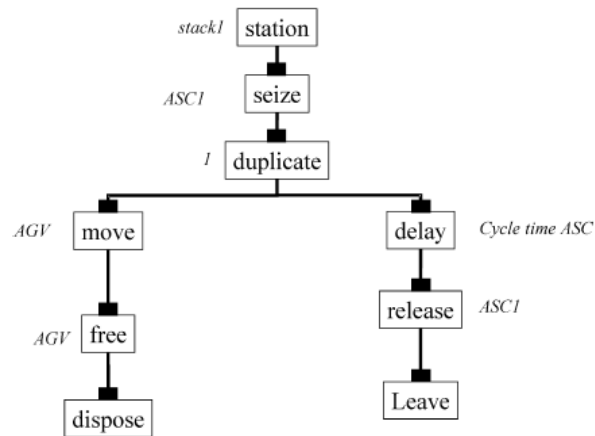 stack1 station
ASC1 seize
1 duplicate
AGV move delay Cycle time ASC
AGV free release ASC1
dispose Leave